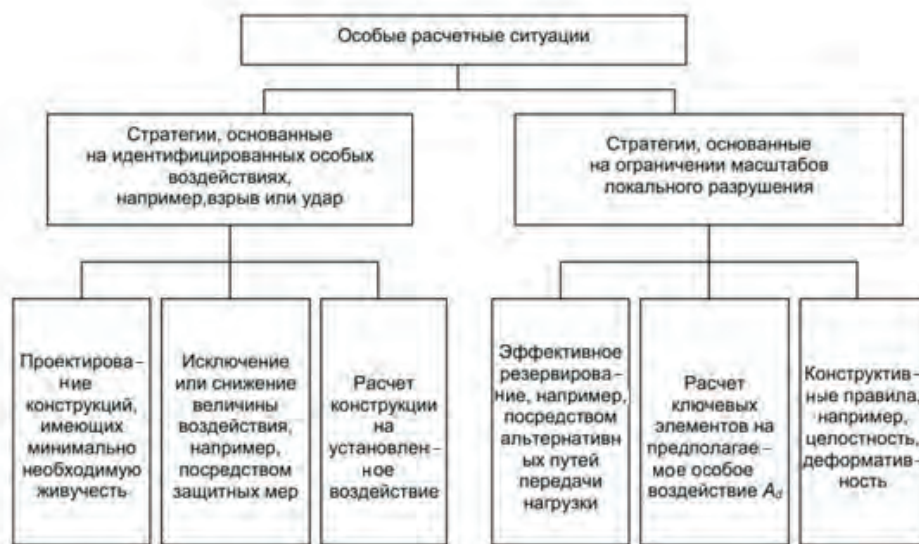 Особые расчетные ситуации
Стратегии, основанные
на идентифицированных особых
воздействиях,
например,взрыв или удар
Стратегии, основанные
на ограничении масштабов
локального разрушения
Проектирова-
ние
конструкций,
имеющих
минимально
необходимую
живучесть
Исключение
или снижение
величины
воздействия,
например,
посредством
защитных мер
Расчет
конструкции
на
установлен-
ное
воздействие
Эффективное
резервирова-
ние, например,
посредством
альтернативн
ых путей
передачи
нагрузки
Расчет
ключевых
элементов на
предполагае-
мое особое
воздействие Ad
Конструктив-
ные правила,
например,
целостность,
деформатив-
ность